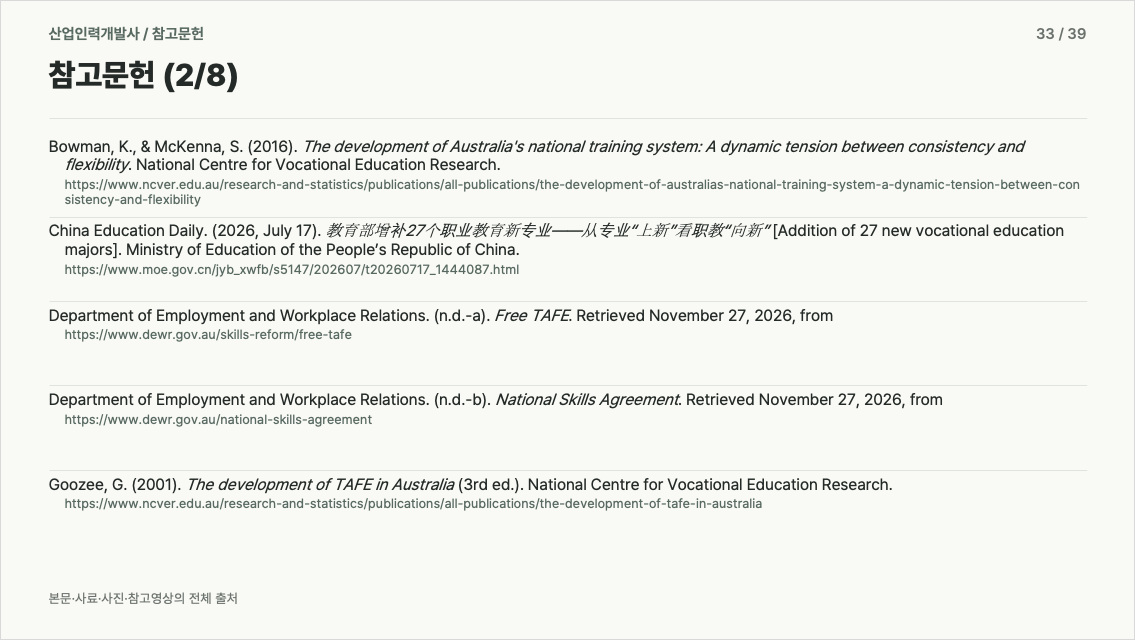 산업인력개발사 / 참고문헌
33 / 39
참고문헌 (2/8)
Bowman, K., & McKenna, S. (2016). The development of Australia's national training system: A dynamic tension between consistency and
flexibility. National Centre for Vocational Education Research.
https://www.ncver.edu.au/research-and-statistics/publications/all-publications/the-development-of-australias-national-training-system-a-dynamic-tension-between-con
sistency-and-flexibility
China Education Daily. (2026, July 17). 教育部增补27个职业教育新专业——从专业“上新”看职教“向新” [Addition of 27 new vocational education
majors]. Ministry of Education of the People’s Republic of China.
https://www.moe.gov.cn/jyb_xwfb/s5147/202607/t20260717_1444087.html
Department of Employment and Workplace Relations. (n.d.-a). Free TAFE. Retrieved November 27, 2026, from
https://www.dewr.gov.au/skills-reform/free-tafe
Department of Employment and Workplace Relations. (n.d.-b). National Skills Agreement. Retrieved November 27, 2026, from
https://www.dewr.gov.au/national-skills-agreement
Goozee, G. (2001). The development of TAFE in Australia (3rd ed.). National Centre for Vocational Education Research.
https://www.ncver.edu.au/research-and-statistics/publications/all-publications/the-development-of-tafe-in-australia
본문·사료·사진·참고영상의 전체 출처